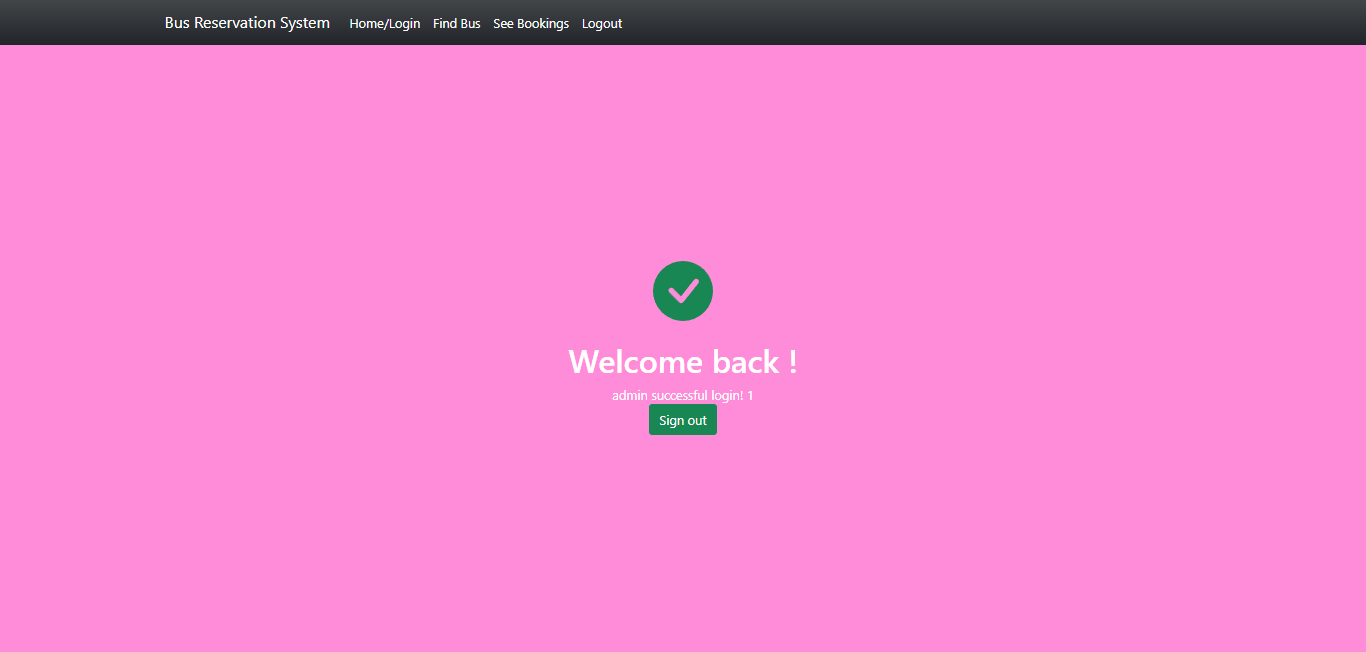 Bus Reservation System Home/Login Find Bus See Bookings Logout
Welcome back !
admin successful login! 1
Sign out